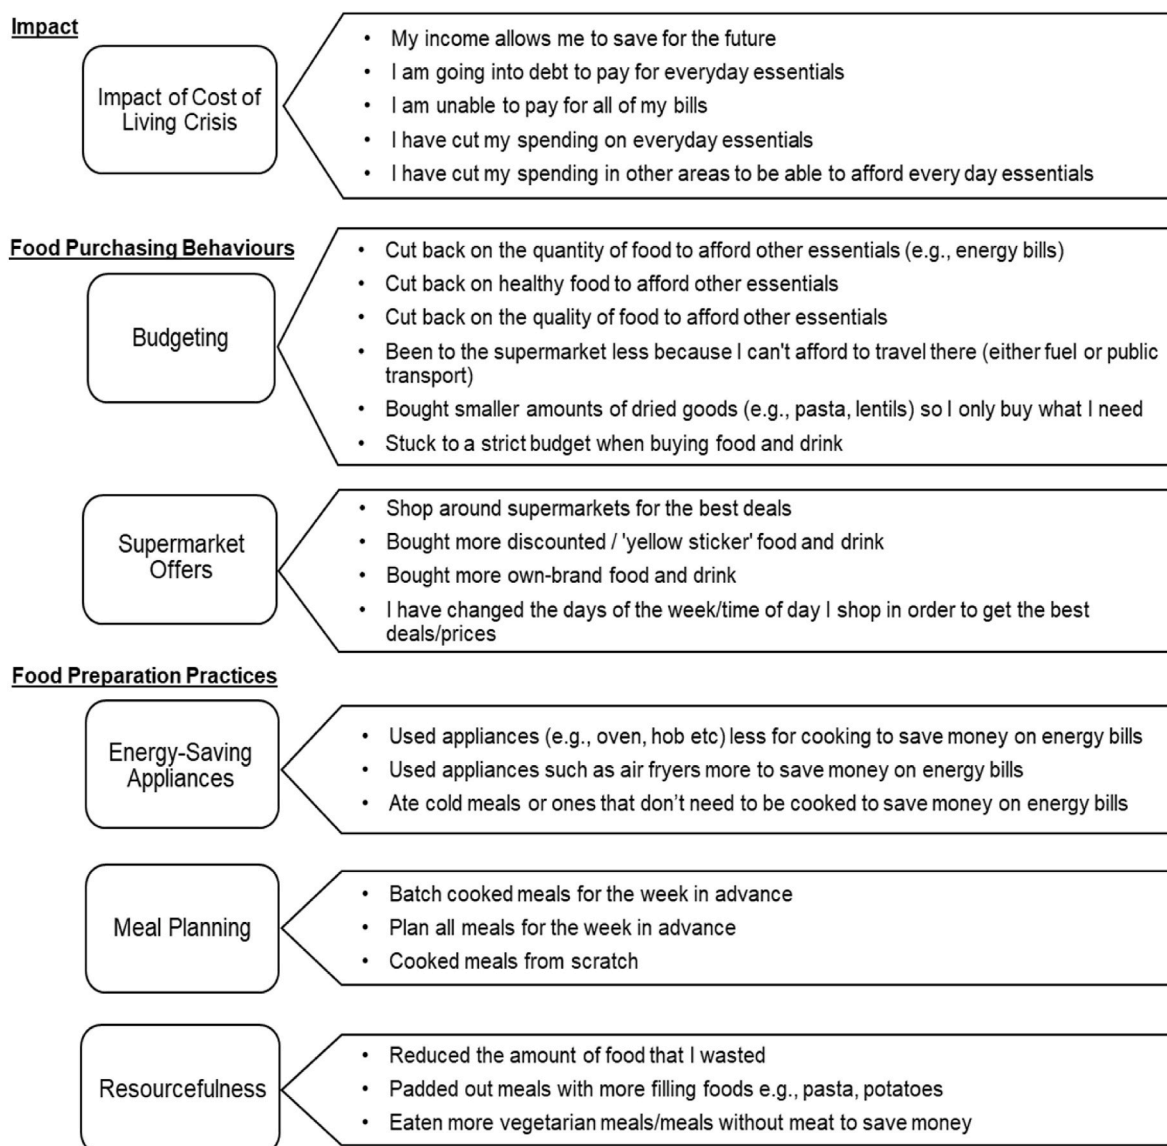 Impact
Impact of Cost of
Living Crisis
• My income allows me to save for the future
• I am going into debt to pay for everyday essentials
• I am unable to pay for all of my bills
• I have cut my spending on everyday essentials
• I have cut my spending in other areas to be able to afford every day essentials
Food Purchasing Behaviours
Budgeting
• Cut back on the quantity of food to afford other essentials (e.g., energy bills)
• Cut back on healthy food to afford other essentials
• Cut back on the quality of food to afford other essentials
• Been to the supermarket less because I can't afford to travel there (either fuel or public
transport)
• Bought smaller amounts of dried goods (e.g., pasta, lentils) so I only buy what I need
• Stuck to a strict budget when buying food and drink
Supermarket
Offers
• Shop around supermarkets for the best deals
• Bought more discounted / 'yellow sticker' food and drink
• Bought more own-brand food and drink
• I have changed the days of the week/time of day I shop in order to get the best
deals/prices
Food Preparation Practices
Energy-Saving
Appliances
• Used appliances (e.g., oven, hob etc) less for cooking to save money on energy bills
• Used appliances such as air fryers more to save money on energy bills
• Ate cold meals or ones that don’t need to be cooked to save money on energy bills
Meal Planning
• Batch cooked meals for the week in advance
• Plan all meals for the week in advance
• Cooked meals from scratch
Resourcefulness
• Reduced the amount of food that I wasted
• Padded out meals with more filling foods e.g., pasta, potatoes
• Eaten more vegetarian meals/meals without meat to save money